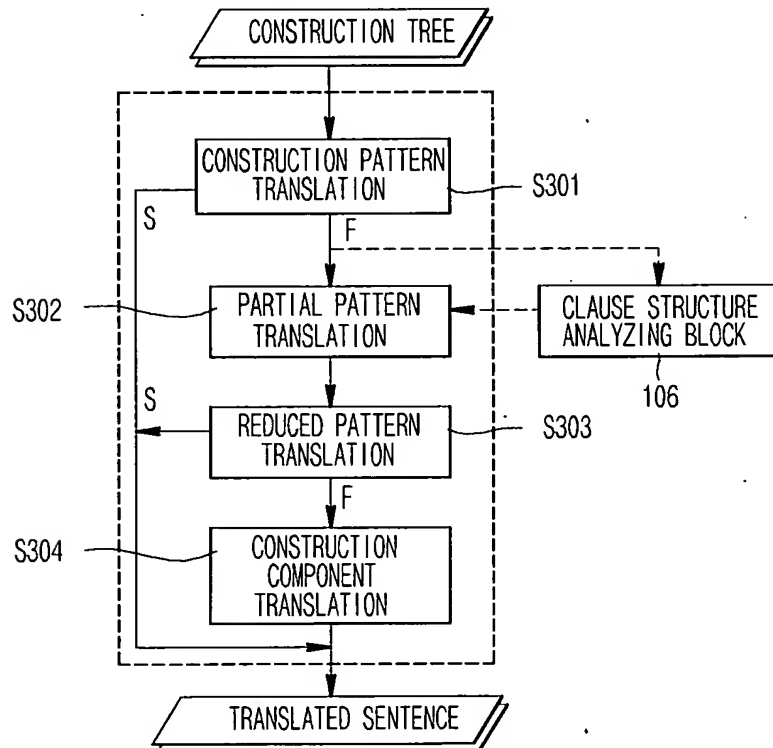 CONSTRUCTION TREE
CONSTRUCTION PATTERN
TRANSLATION
S301
S
F
S302
PARTIAL PATTERN
TRANSLATION
CLAUSE STRUCTURE
ANALYZING BLOCK
106
S
REDUCED PATTERN
TRANSLATION
S303
F
S304
CONSTRUCTION
COMPONENT
TRANSLATION
TRANSLATED SENTENCE